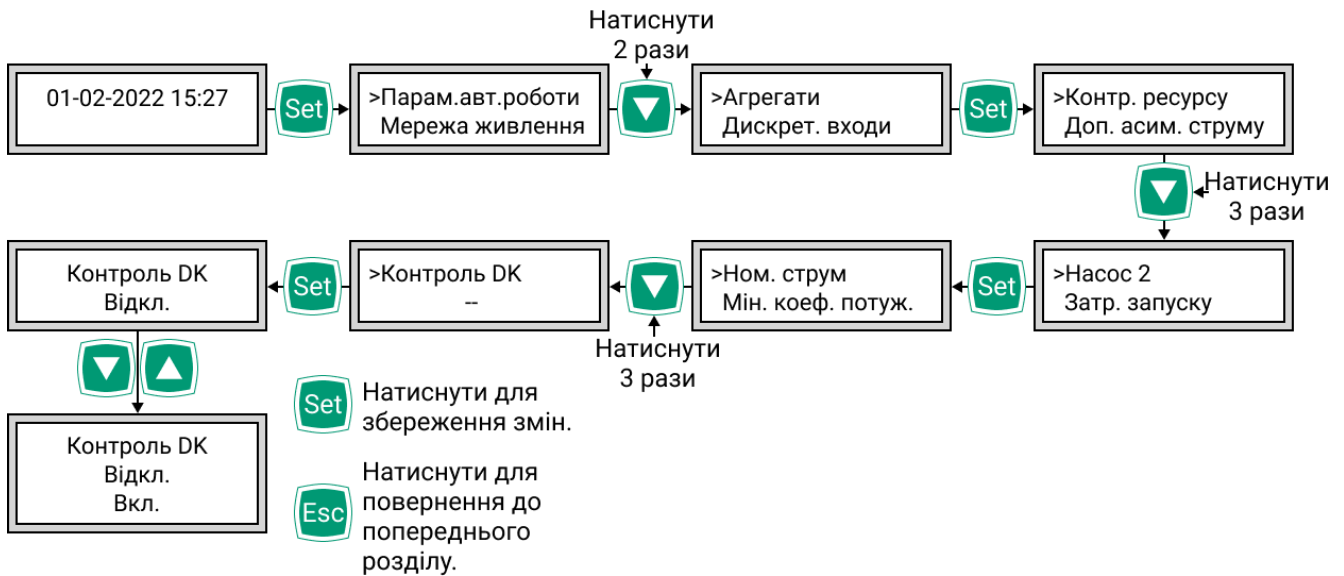 Натиснути
2 рази
01-02-2022 15:27
Set
>Парам.авт.роботи
Мережа живлення
>Агрегати
Дискрет. входи
Set
>Контр. ресурсу
Доп. асим. струму
Натиснути
3 рази
Контроль DK
Відкл.
Set
>Контроль DK
--
>Ном. струм
Мін. коеф. потуж.
Set
>Насос 2
Затр. запуску
Натиснути
3 рази
Контроль DK
Відкл.
Вкл.
Set
Натиснути для
збереження змін.
Esc
Натиснути для
повернення до
попереднього
розділу.